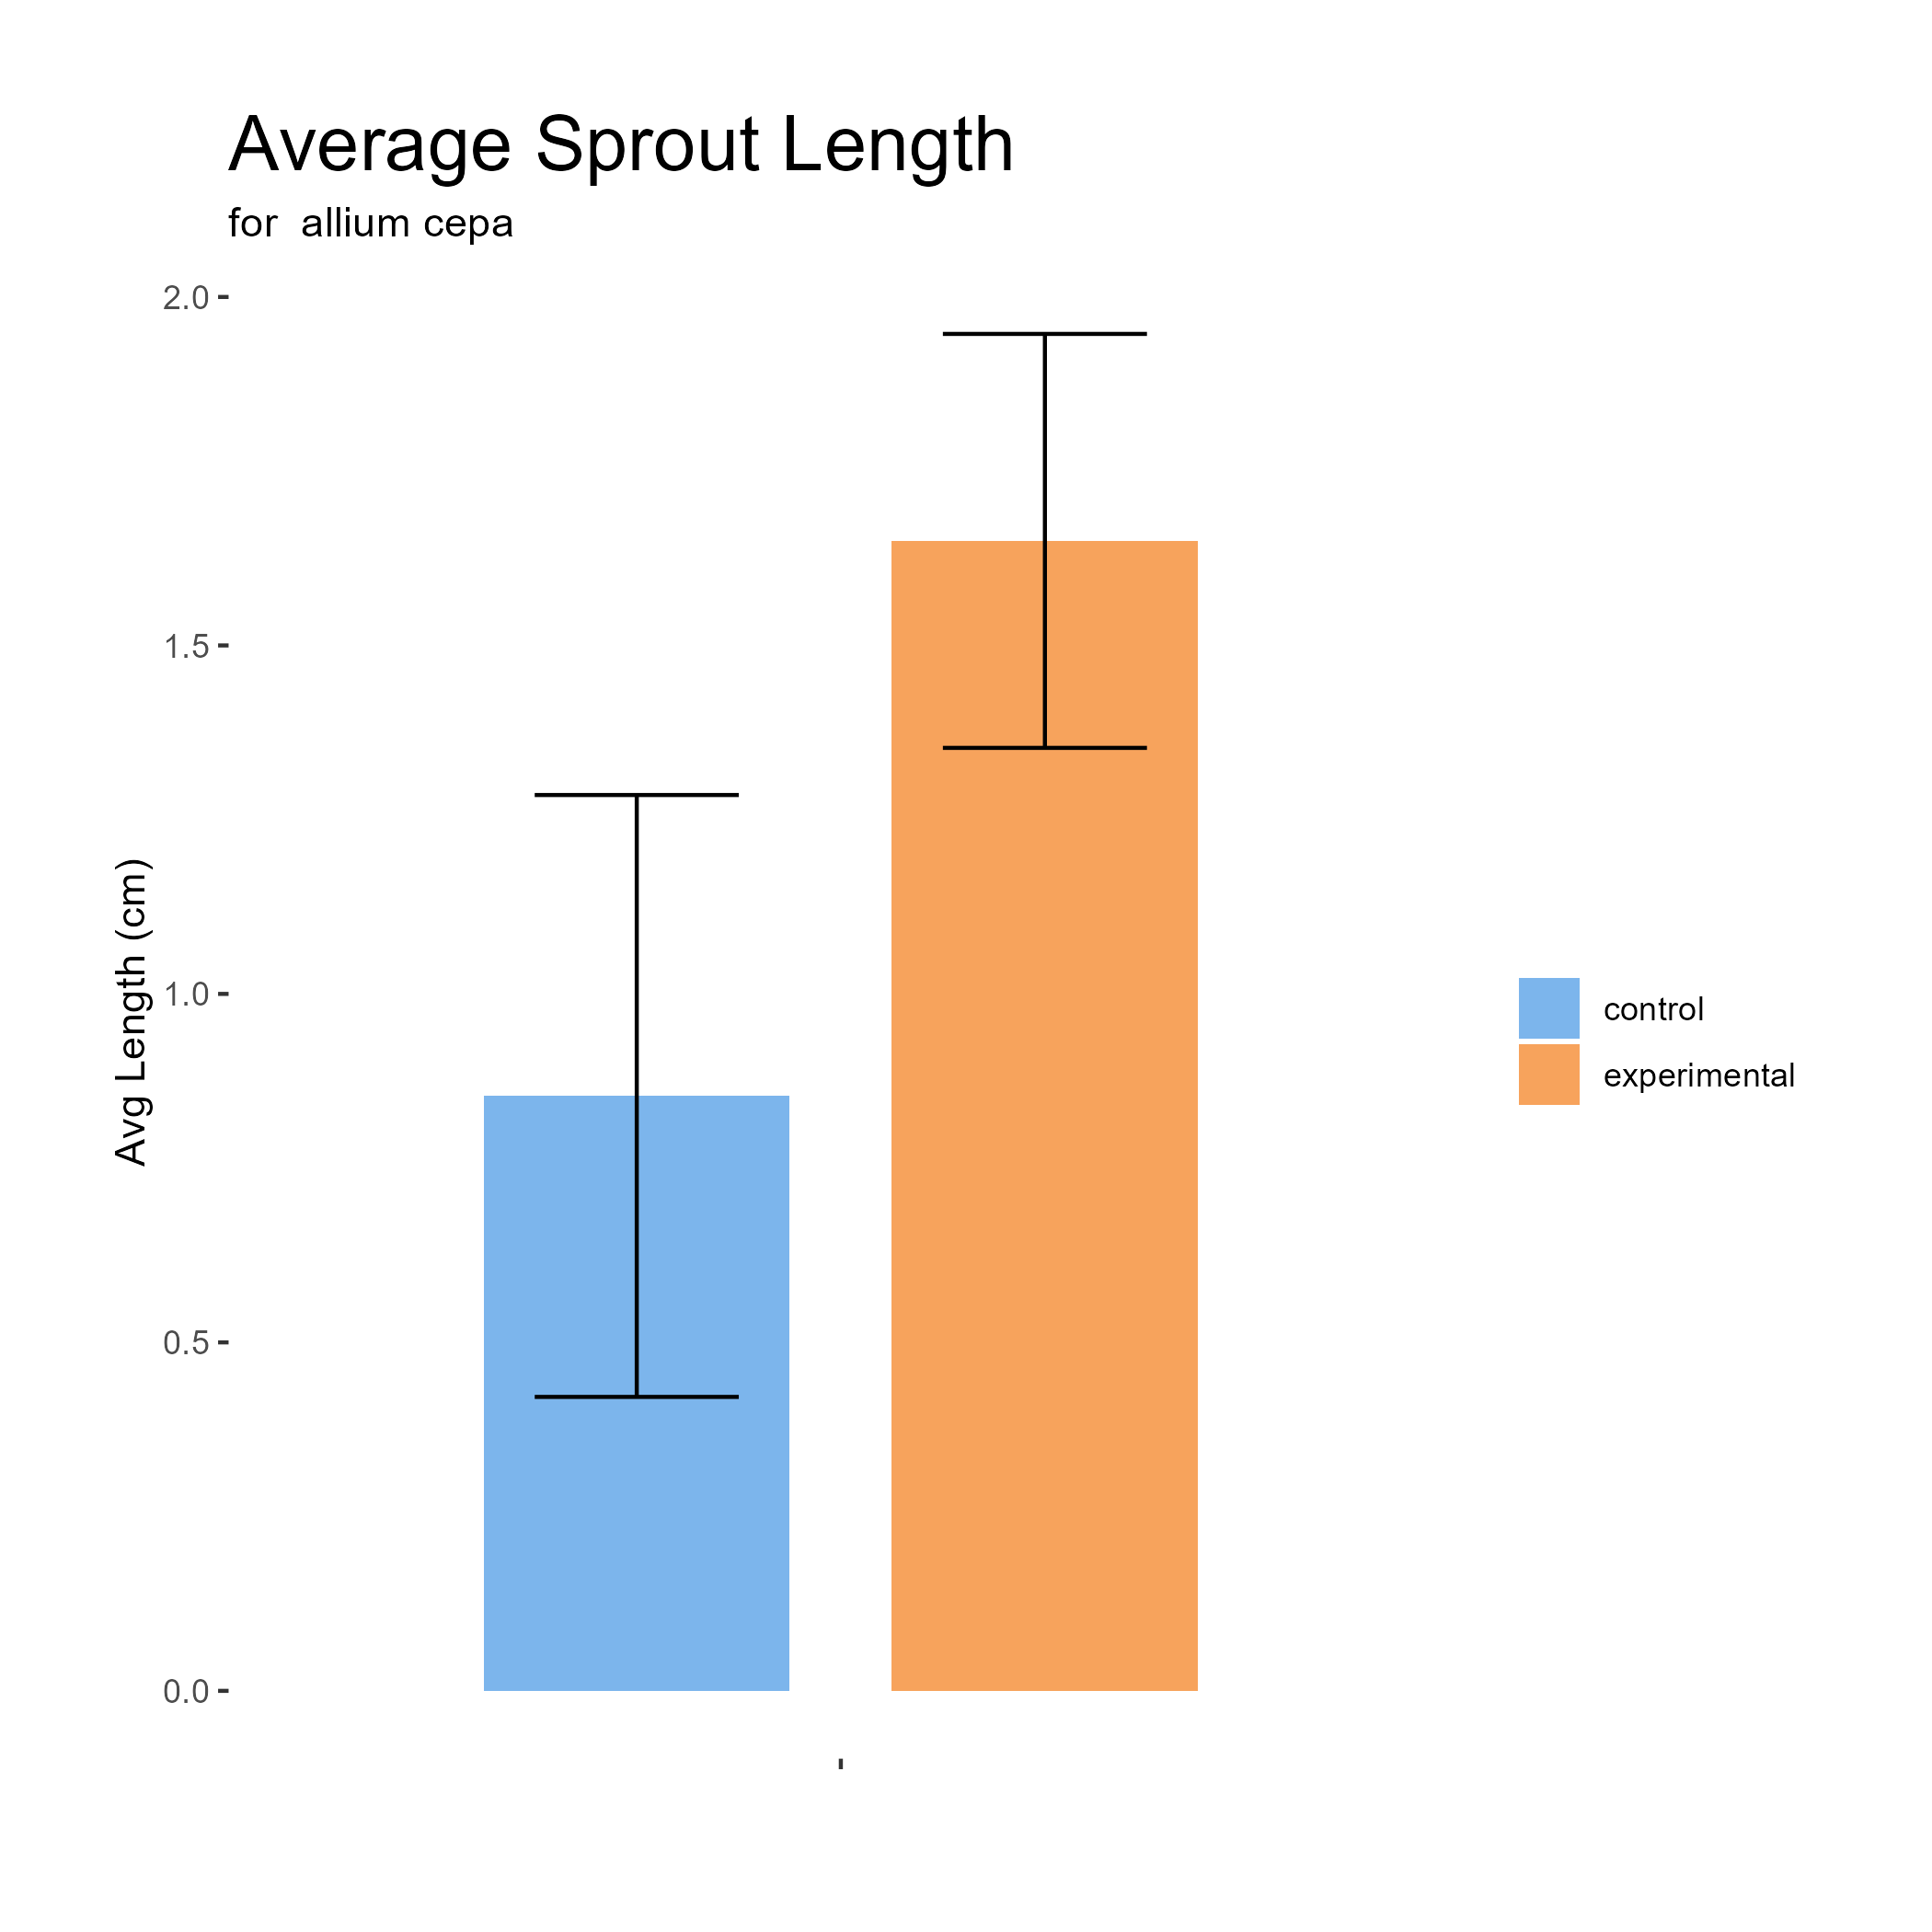 Average Sprout Length
for  allium cepa
2.0
1.5
1.0
0.5
0.0
Avg Length (cm)
control
experimental